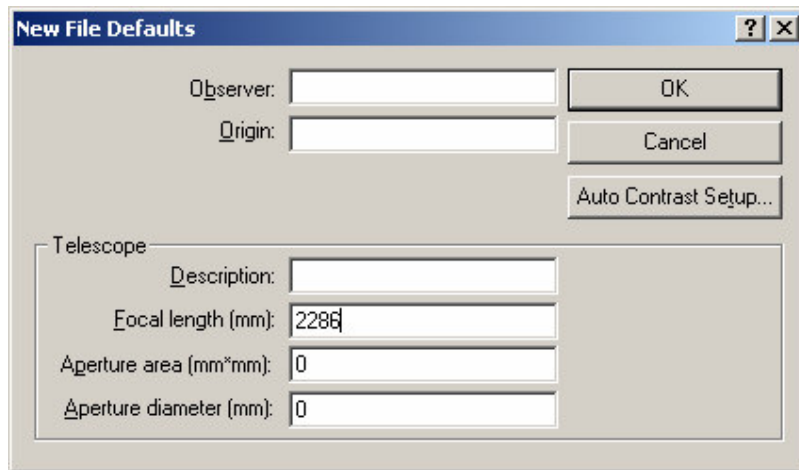 New File Defaults
Observer:
OK
Origin:
Cancel
Auto Contrast Setup...
Telescope
Description:
Focal length (mm): 2286
Aperture area (mm*mm): 0
Aperture diameter (mm): 0